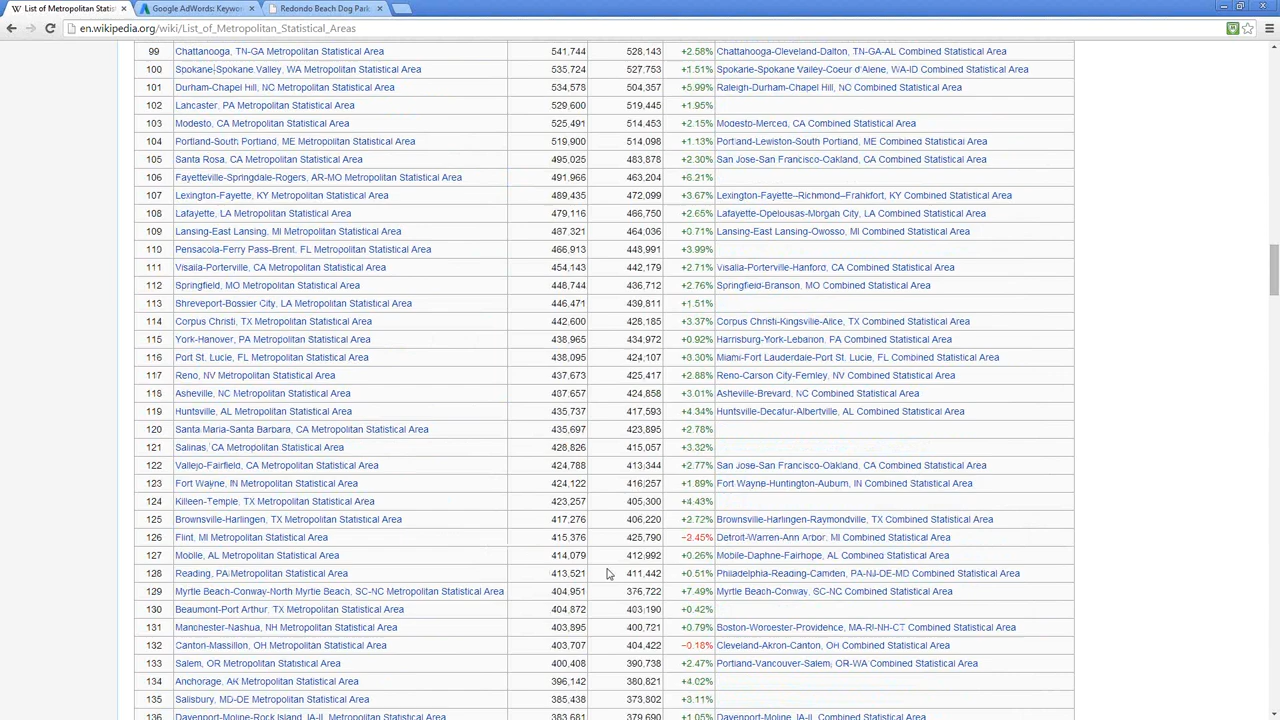 List of Metropolitan Statis
Google AdWords: Keywo
Redondo Beach Dog Park
en.wikipedia.org/wiki/List_of_Metropolitan_Statistical_Areas
99 Chattanooga, TN-GA Metropolitan Statistical Area 541,744 528,143 +2.58% Chattanooga-Cleveland-Dalton, TN-GA-AL Combined Statistical Area
100 Spokane-Spokane Valley, WA Metropolitan Statistical Area 535,724 527,753 +1.51% Spokane-Spokane Valley-Coeur d'Alene, WA-ID Combined Statistical Area
101 Durham-Chapel Hill, NC Metropolitan Statistical Area 534,578 504,357 +5.99% Raleigh-Durham-Chapel Hill, NC Combined Statistical Area
102 Lancaster, PA Metropolitan Statistical Area 529,600 519,445 +1.95%
103 Modesto, CA Metropolitan Statistical Area 525,491 514,453 +2.15% Modesto-Merced, CA Combined Statistical Area
104 Portland-South Portland, ME Metropolitan Statistical Area 519,900 514,098 +1.13% Portland-Lewiston-South Portland, ME Combined Statistical Area
105 Santa Rosa, CA Metropolitan Statistical Area 495,025 483,878 +2.30% San Jose-San Francisco-Oakland, CA Combined Statistical Area
106 Fayetteville-Springdale-Rogers, AR-MO Metropolitan Statistical Area 491,966 463,204 +6.21%
107 Lexington-Fayette, KY Metropolitan Statistical Area 489,435 472,099 +3.67% Lexington-Fayette–Richmond–Frankfort, KY Combined Statistical Area
108 Lafayette, LA Metropolitan Statistical Area 479,116 466,750 +2.65% Lafayette-Opelousas-Morgan City, LA Combined Statistical Area
109 Lansing-East Lansing, MI Metropolitan Statistical Area 467,321 464,036 +0.71% Lansing-East Lansing-Owosso, MI Combined Statistical Area
110 Pensacola-Ferry Pass-Brent, FL Metropolitan Statistical Area 466,913 448,991 +3.99%
111 Visalia-Porterville, CA Metropolitan Statistical Area 454,143 442,179 +2.71% Visalia-Porterville-Hanford, CA Combined Statistical Area
112 Springfield, MO Metropolitan Statistical Area 448,744 436,712 +2.76% Springfield-Branson, MO Combined Statistical Area
113 Shreveport-Bossier City, LA Metropolitan Statistical Area 446,471 439,811 +1.51%
114 Corpus Christi, TX Metropolitan Statistical Area 442,600 428,185 +3.37% Corpus Christi-Kingsville-Alice, TX Combined Statistical Area
115 York-Hanover, PA Metropolitan Statistical Area 438,965 434,972 +0.92% Harrisburg-York-Lebanon, PA Combined Statistical Area
116 Port St. Lucie, FL Metropolitan Statistical Area 438,095 424,107 +3.30% Miami-Fort Lauderdale-Port St. Lucie, FL Combined Statistical Area
117 Reno, NV Metropolitan Statistical Area 437,673 425,417 +2.88% Reno-Carson City-Fernley, NV Combined Statistical Area
118 Asheville, NC Metropolitan Statistical Area 437,657 424,858 +3.01% Asheville-Brevard, NC Combined Statistical Area
119 Huntsville, AL Metropolitan Statistical Area 435,737 417,593 +4.34% Huntsville-Decatur-Albertville, AL Combined Statistical Area
120 Santa Maria-Santa Barbara, CA Metropolitan Statistical Area 435,697 423,895 +2.78%
121 Salinas, CA Metropolitan Statistical Area 428,826 415,057 +3.32%
122 Vallejo-Fairfield, CA Metropolitan Statistical Area 424,788 413,344 +2.77% San Jose-San Francisco-Oakland, CA Combined Statistical Area
123 Fort Wayne, IN Metropolitan Statistical Area 424,122 416,257 +1.89% Fort Wayne-Huntington-Auburn, IN Combined Statistical Area
124 Killeen-Temple, TX Metropolitan Statistical Area 423,257 405,300 +4.43%
125 Brownsville-Harlingen, TX Metropolitan Statistical Area 417,276 406,220 +2.72% Brownsville-Harlingen-Raymondville, TX Combined Statistical Area
126 Flint, MI Metropolitan Statistical Area 415,376 425,790 −2.45% Detroit-Warren-Ann Arbor, MI Combined Statistical Area
127 Mobile, AL Metropolitan Statistical Area 414,079 412,992 +0.26% Mobile-Daphne-Fairhope, AL Combined Statistical Area
128 Reading, PA Metropolitan Statistical Area 413,521 411,442 +0.51% Philadelphia-Reading-Camden, PA-NJ-DE-MD Combined Statistical Area
129 Myrtle Beach-Conway-North Myrtle Beach, SC-NC Metropolitan Statistical Area 404,951 376,722 +7.49% Myrtle Beach-Conway, SC-NC Combined Statistical Area
130 Beaumont-Port Arthur, TX Metropolitan Statistical Area 404,872 403,190 +0.42%
131 Manchester-Nashua, NH Metropolitan Statistical Area 403,895 400,721 +0.79% Boston-Worcester-Providence, MA-RI-NH-CT Combined Statistical Area
132 Canton-Massillon, OH Metropolitan Statistical Area 403,707 404,422 −0.18% Cleveland-Akron-Canton, OH Combined Statistical Area
133 Salem, OR Metropolitan Statistical Area 400,408 390,738 +2.47% Portland-Vancouver-Salem, OR-WA Combined Statistical Area
134 Anchorage, AK Metropolitan Statistical Area 396,142 380,821 +4.02%
135 Salisbury, MD-DE Metropolitan Statistical Area 385,438 373,802 +3.11%
136 Davenport-Moline-Rock Island, IA-IL Metropolitan Statistical Area 383,681 379,690 +1.05% Davenport-Moline, IA-IL Combined Statistical Area